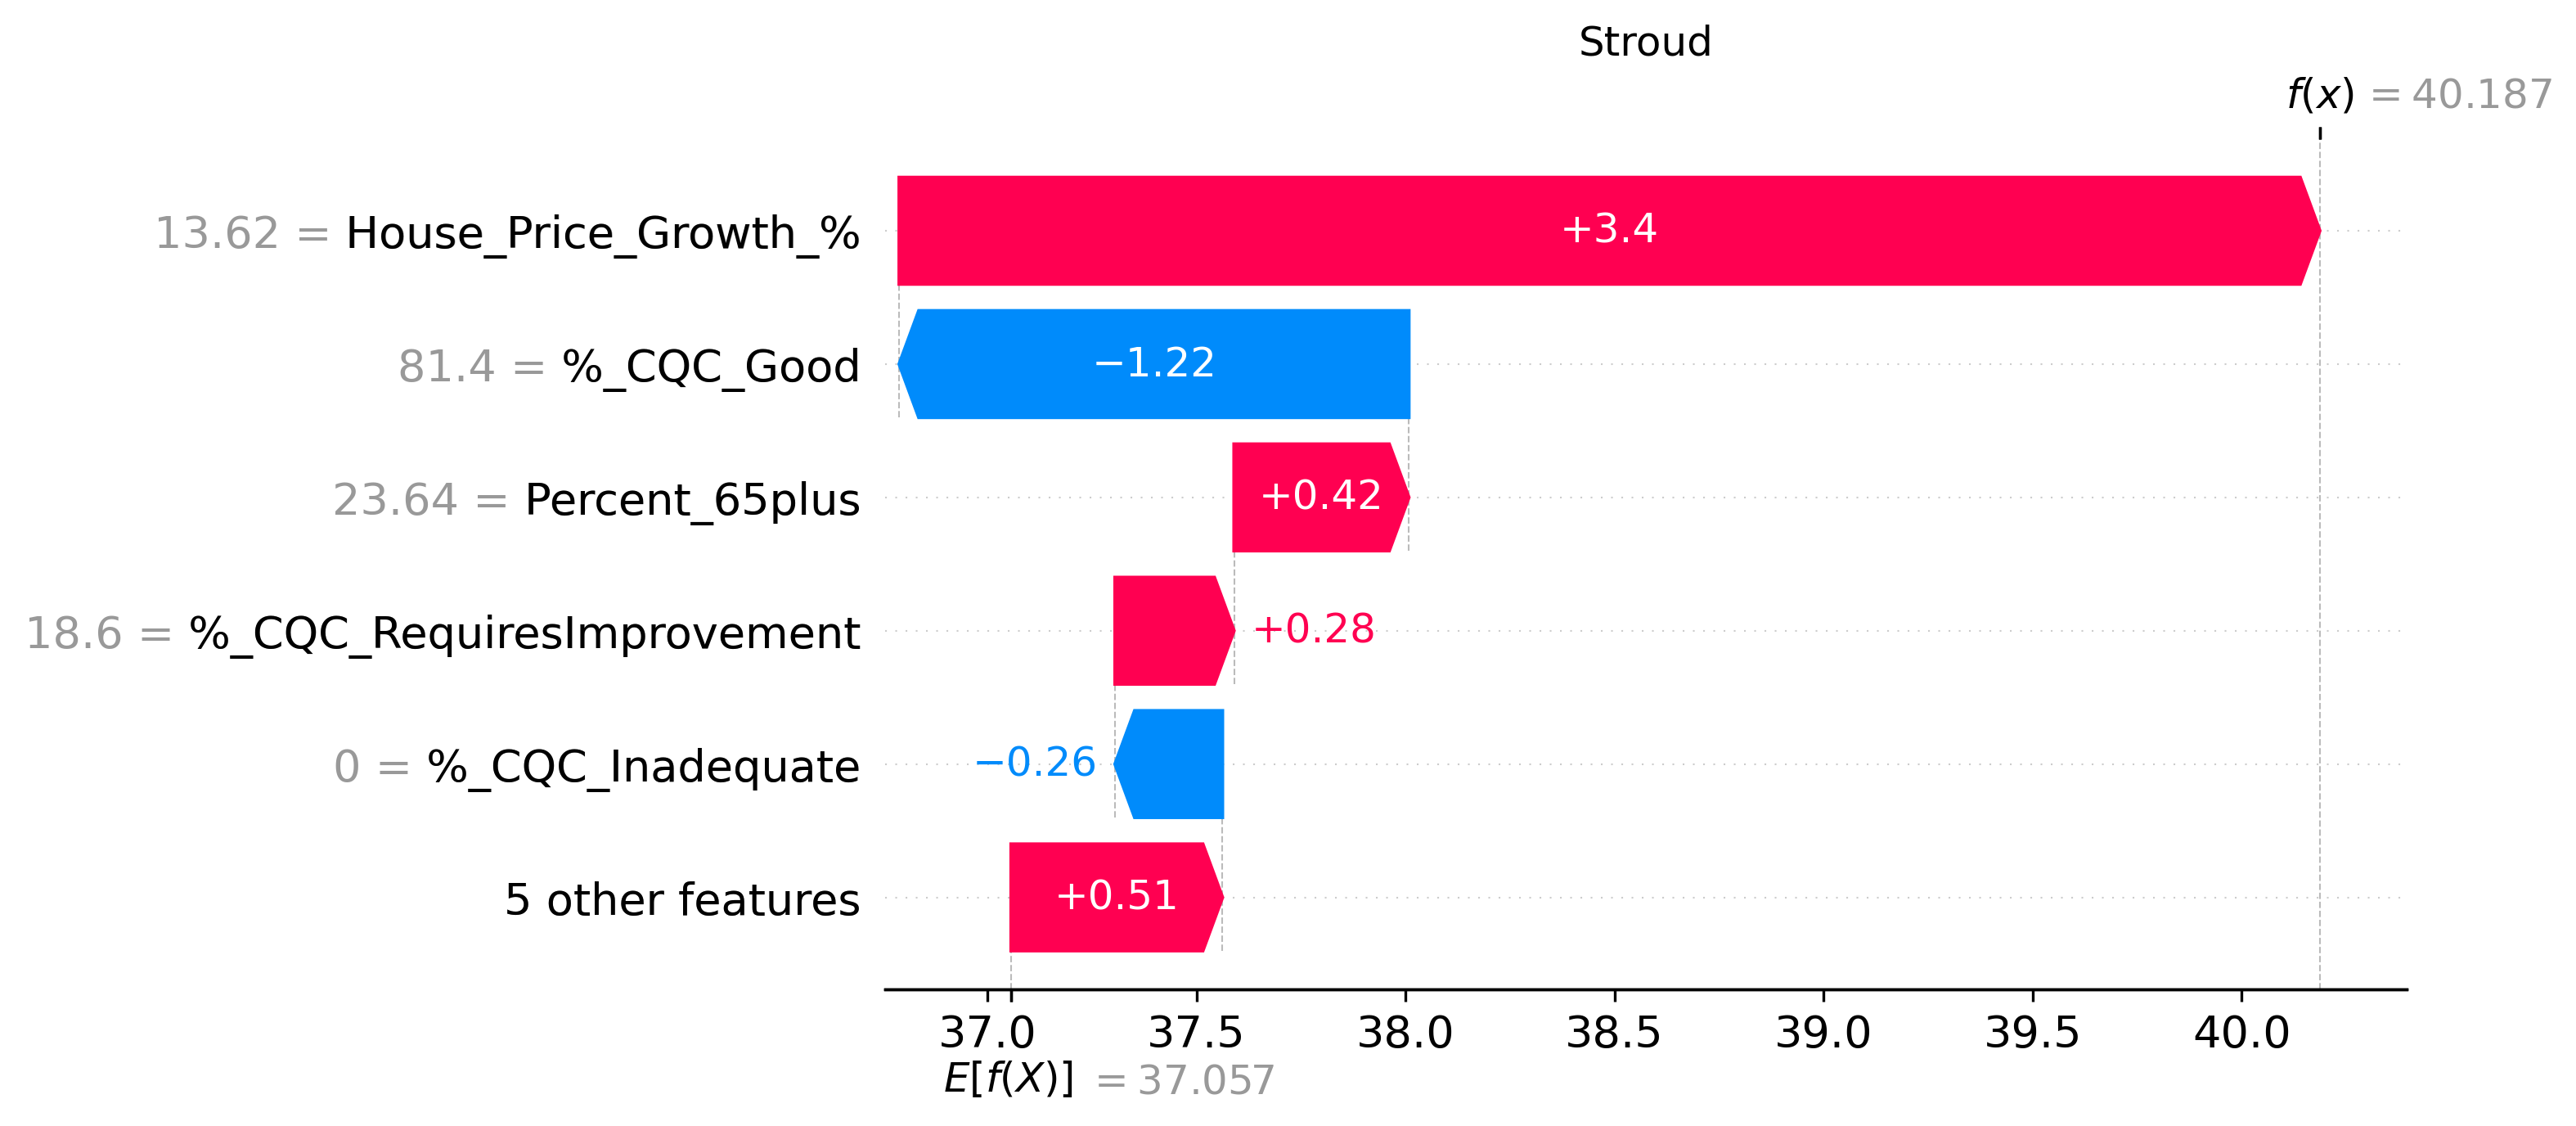 Stroud
f(x) = 40.187
13.62 = House_Price_Growth_% +3.4
81.4 = %_CQC_Good −1.22
23.64 = Percent_65plus +0.42
18.6 = %_CQC_RequiresImprovement +0.28
0 = %_CQC_Inadequate −0.26
5 other features +0.51
37.0 37.5 38.0 38.5 39.0 39.5 40.0
E[f(X)] = 37.057